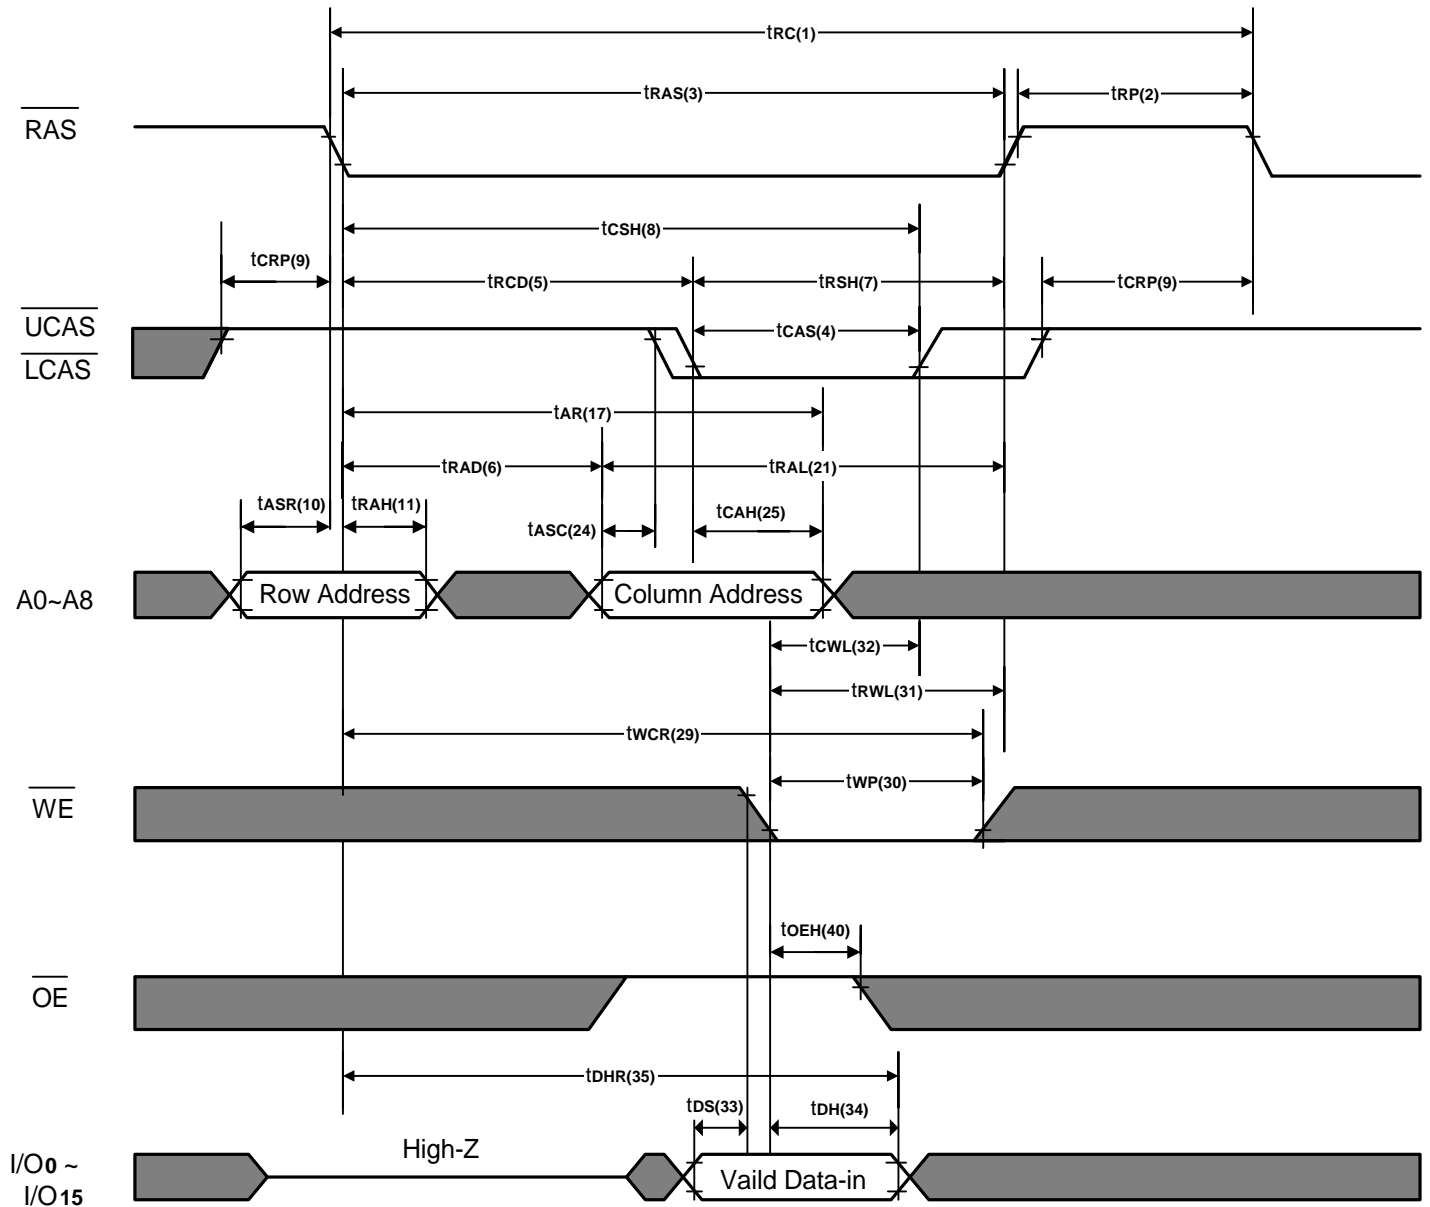 tRC(1)
tRAS(3)
tRP(2)
RAS
tCSH(8)
tCRP(9)
tRCD(5)
tRSH(7)
tCRP(9)
UCAS
tCAS(4)
LCAS
tAR(17)
tRAD(6)
tRAL(21)
tASR(10)
tRAH(11)
tASC(24)
tCAH(25)
A0~A8
Row Address
Column Address
tCWL(32)
tRWL(31)
tWCR(29)
tWP(30)
WE
tOEH(40)
OE
tDHR(35)
tDS(33)
tDH(34)
High-Z
I/O0 ~
I/O15
Vaild Data-in